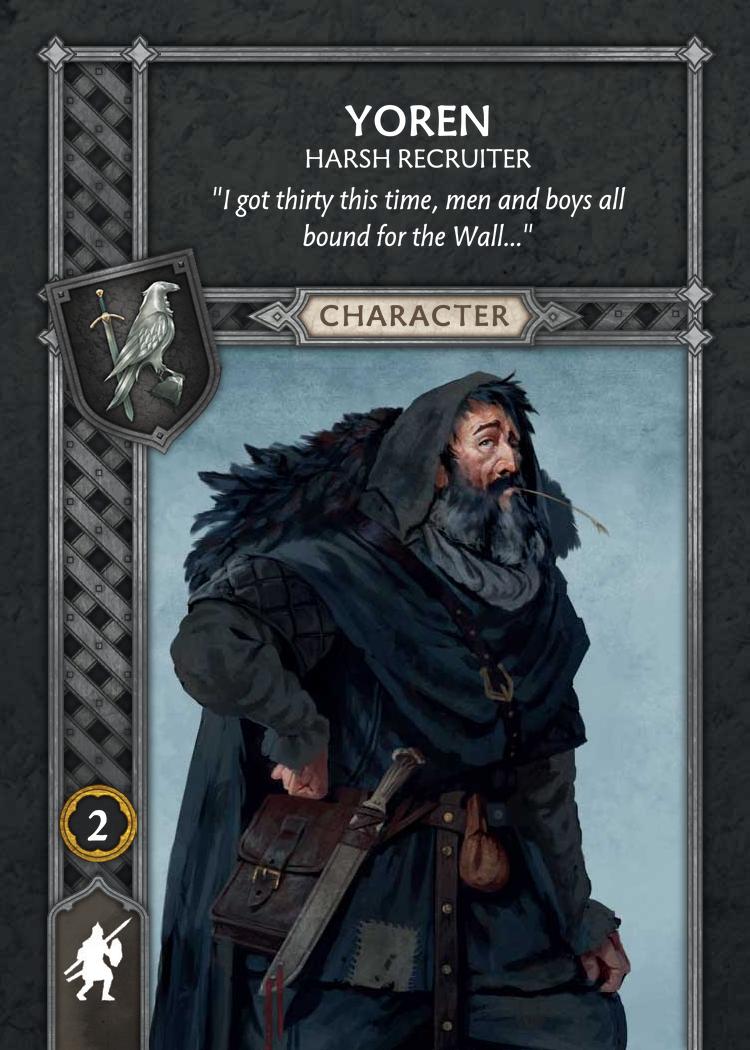 YOREN
HARSH RECRUITER
"I got thirty this time, men and boys all
bound for the Wall..."
CHARACTER
2